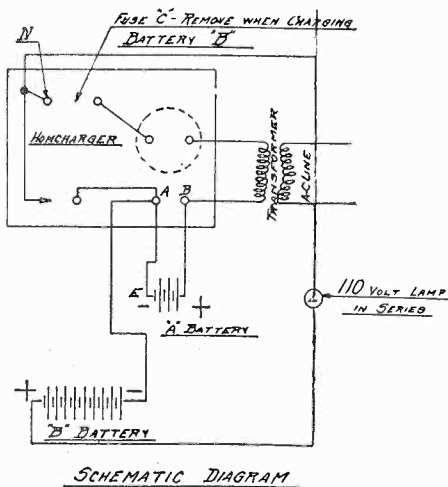 FUSE "C" - REMOVE WHEN CHARGING
BATTERY "B"
N
HOMCHARGER
TRANSFORMER
A-C LINE
A
B
E
- +
"A" BATTERY
L
110 VOLT LAMP
IN SERIES
+ -
"B" BATTERY
SCHEMATIC DIAGRAM